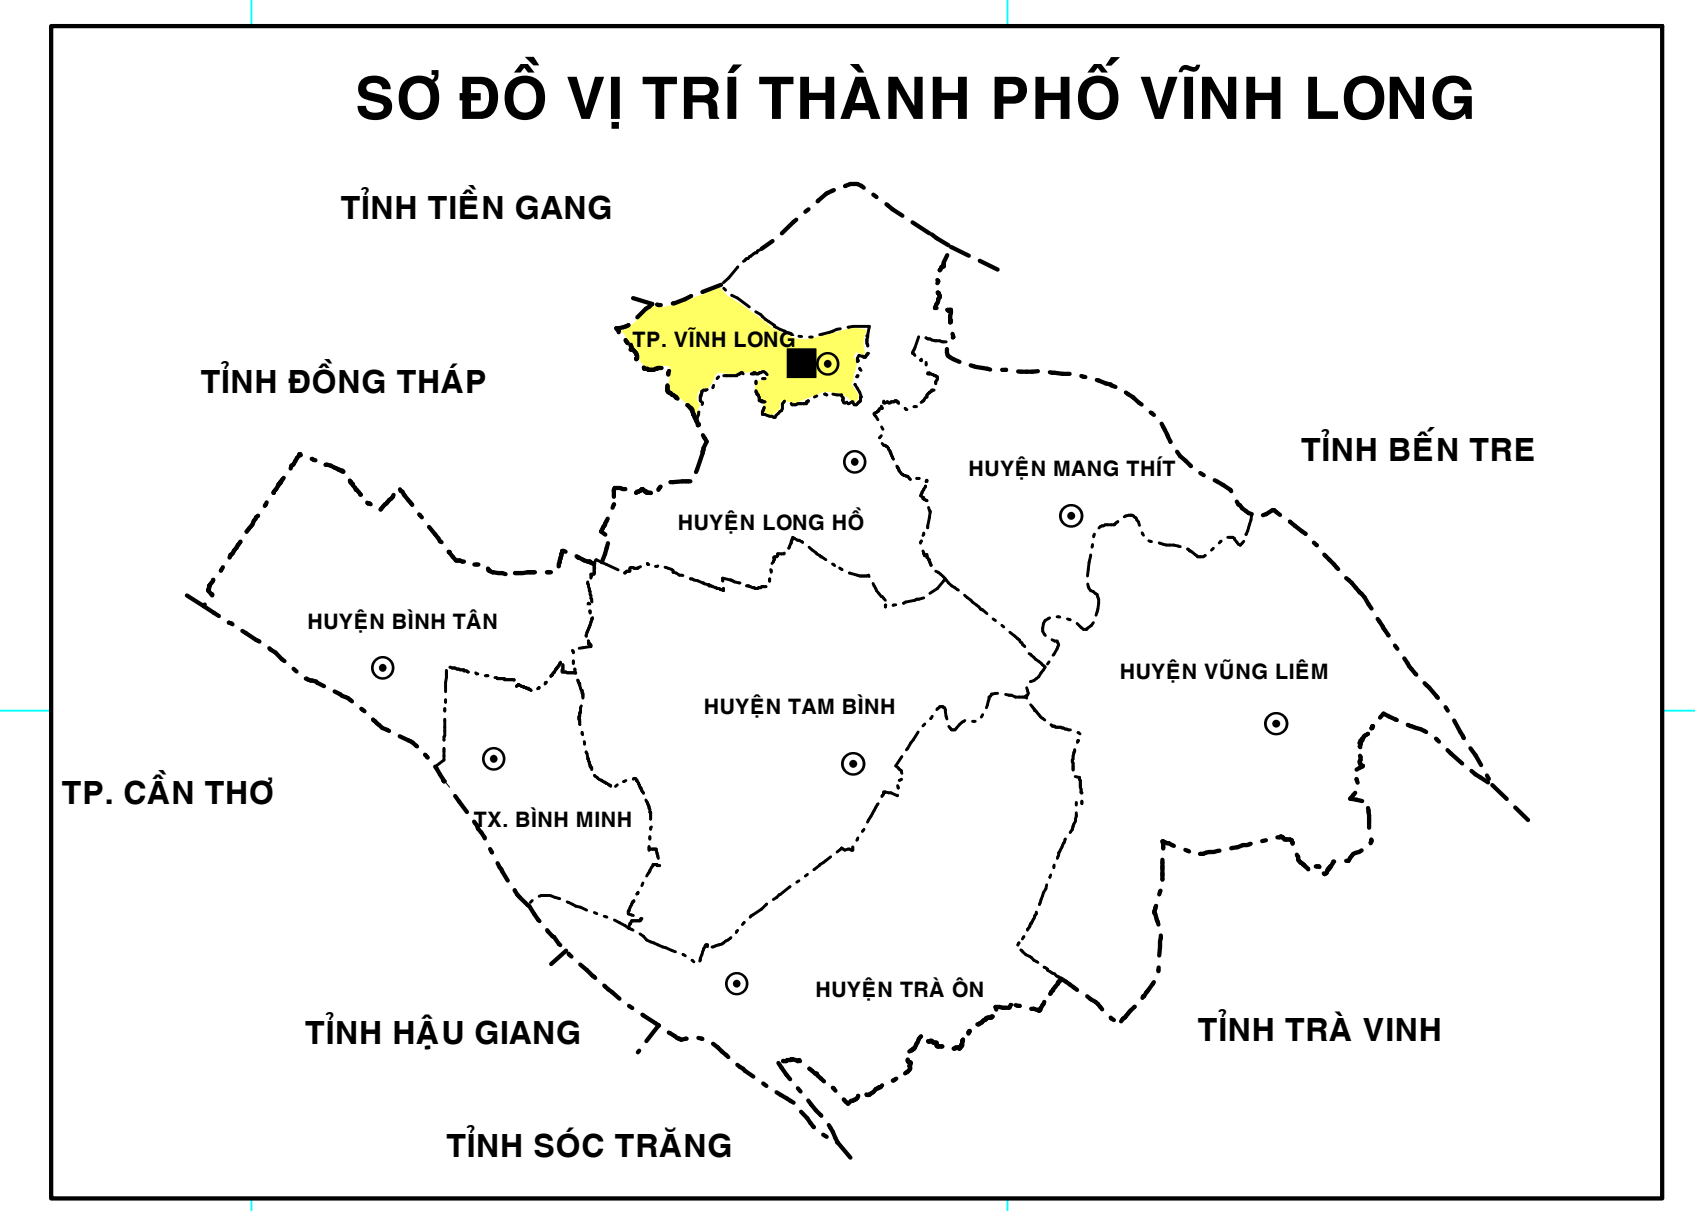 SƠ ĐỒ VỊ TRÍ THÀNH PHỐ VĨNH LONG
TỈNH TIỀN GANG
TP. VĨNH LONG
TỈNH ĐỒNG THÁP
TỈNH BẾN TRE
HUYỆN MANG THÍT
HUYỆN LONG HỒ
HUYỆN BÌNH TÂN
HUYỆN VŨNG LIÊM
HUYỆN TAM BÌNH
TP. CẦN THƠ
TX. BÌNH MINH
HUYỆN TRÀ ÔN
TỈNH HẬU GIANG
TỈNH TRÀ VINH
TỈNH SÓC TRĂNG